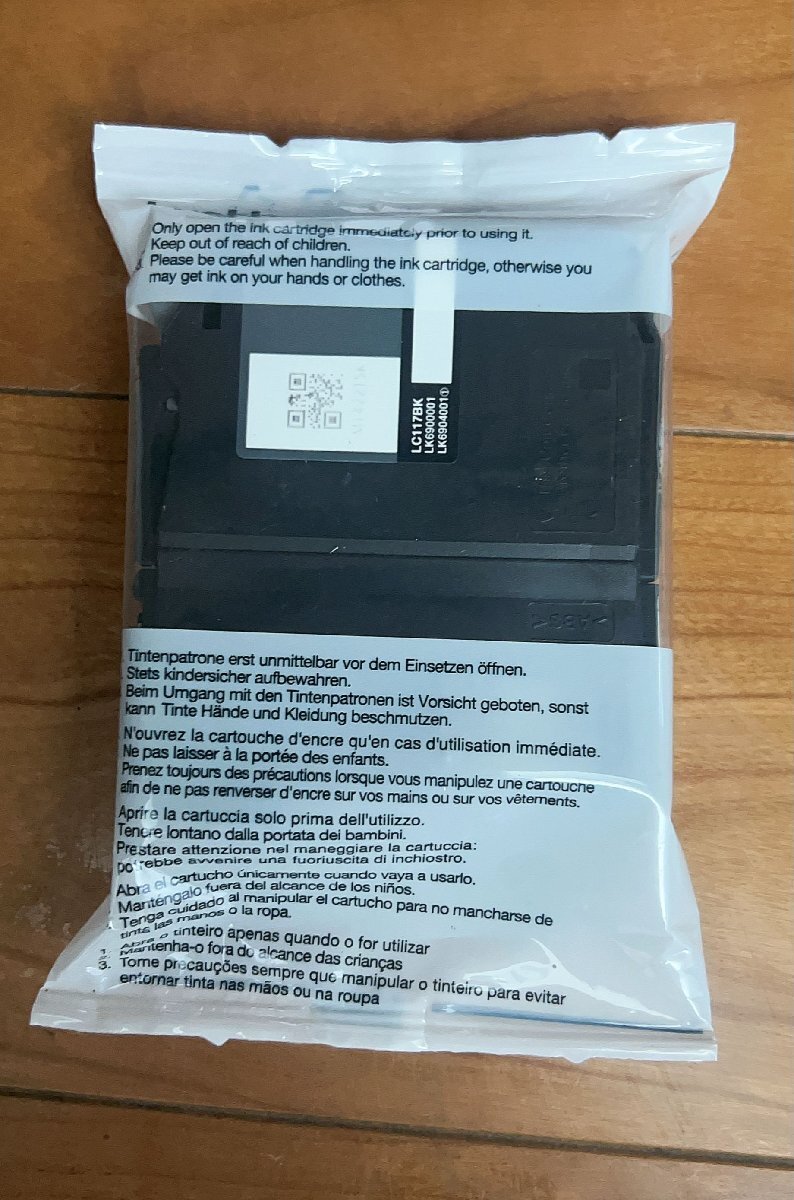 Only open the ink cartridge immediately prior to using it.
Keep out of reach of children.
Please be careful when handling the ink cartridge, otherwise you
may get ink on your hands or clothes.
LC117BK
LK6900001
LK6904001①
>ABS<
Tintenpatrone erst unmittelbar vor dem Einsetzen öffnen.
Stets kindersicher aufbewahren.
Beim Umgang mit den Tintenpatronen ist Vorsicht geboten, sonst
kann Tinte Hände und Kleidung beschmutzen.
N'ouvrez la cartouche d'encre qu'en cas d'utilisation immédiate.
Ne pas laisser à la portée des enfants.
Prenez toujours des précautions lorsque vous manipulez une cartouche
afin de ne pas renverser d'encre sur vos mains ou sur vos vêtements.
Aprire la cartuccia solo prima dell'utilizzo.
Tenere lontano dalla portata dei bambini.
Prestare attenzione nel maneggiare la cartuccia:
potrebbe avvenire una fuoriuscita di inchiostro.
Abra el cartucho únicamente cuando vaya a usarlo.
Manténgalo fuera del alcance de los niños.
Tenga cuidado al manipular el cartucho para no mancharse de
tinta las manos o la ropa.
1. Abra o tinteiro apenas quando o for utilizar
2. Mantenha-o fora do alcance das crianças
3. Tome precauções sempre que manipular o tinteiro para evitar
entornar tinta nas mãos ou na roupa